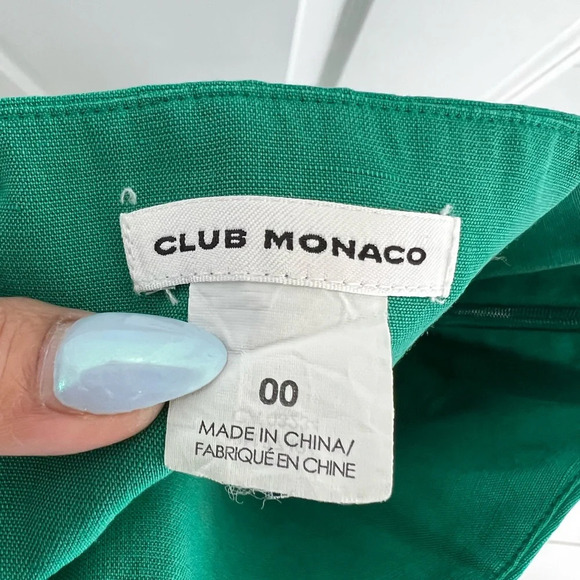 CLUB MONACO
00
MADE IN CHINA/
FABRIQUÉ EN CHINE